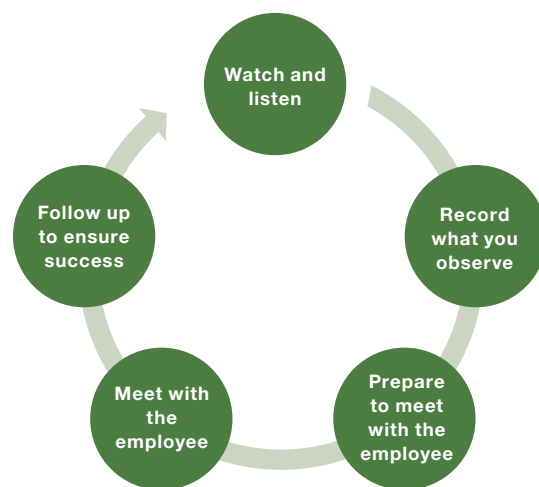 Watch and
listen
Record
what you
observe
Prepare
to meet
with the
employee
Meet with
the
employee
Follow up
to ensure
success